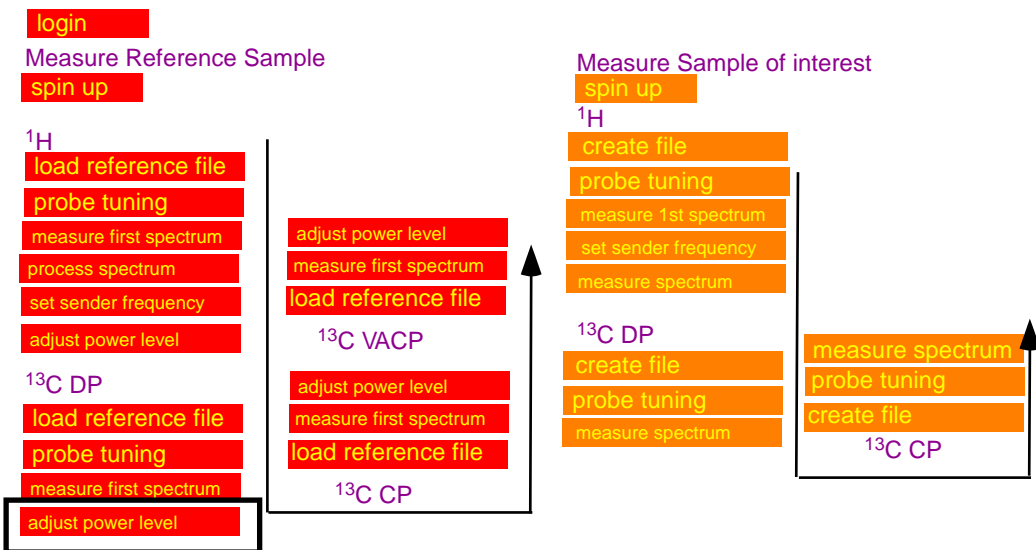 login
Measure Reference Sample
spin up
¹H
load reference file
probe tuning
measure first spectrum
process spectrum
set sender frequency
adjust power level
¹³C DP
load reference file
probe tuning
measure first spectrum
adjust power level
adjust power level
measure first spectrum
load reference file
¹³C VACP
adjust power level
measure first spectrum
load reference file
¹³C CP
Measure Sample of interest
spin up
¹H
create file
probe tuning
measure 1st spectrum
set sender frequency
measure spectrum
¹³C DP
create file
probe tuning
measure spectrum
measure spectrum
probe tuning
create file
¹³C CP